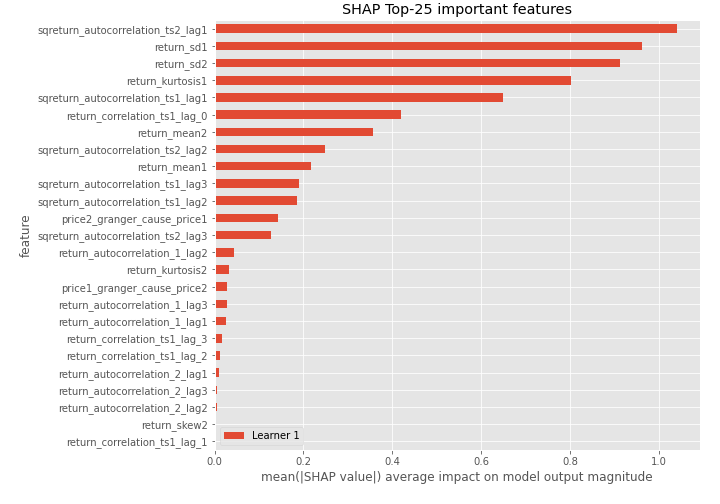 SHAP Top-25 important features
sqreturn_autocorrelation_ts2_lag1
return_sd1
return_sd2
return_kurtosis1
sqreturn_autocorrelation_ts1_lag1
return_correlation_ts1_lag_0
return_mean2
sqreturn_autocorrelation_ts2_lag2
return_mean1
sqreturn_autocorrelation_ts1_lag3
sqreturn_autocorrelation_ts1_lag2
price2_granger_cause_price1
sqreturn_autocorrelation_ts2_lag3
return_autocorrelation_1_lag2
return_kurtosis2
price1_granger_cause_price2
return_autocorrelation_1_lag3
return_autocorrelation_1_lag1
return_correlation_ts1_lag_3
return_correlation_ts1_lag_2
return_autocorrelation_2_lag1
return_autocorrelation_2_lag3
return_autocorrelation_2_lag2
return_skew2
return_correlation_ts1_lag_1
feature
Learner 1
0.0 0.2 0.4 0.6 0.8 1.0
mean(|SHAP value|) average impact on model output magnitude